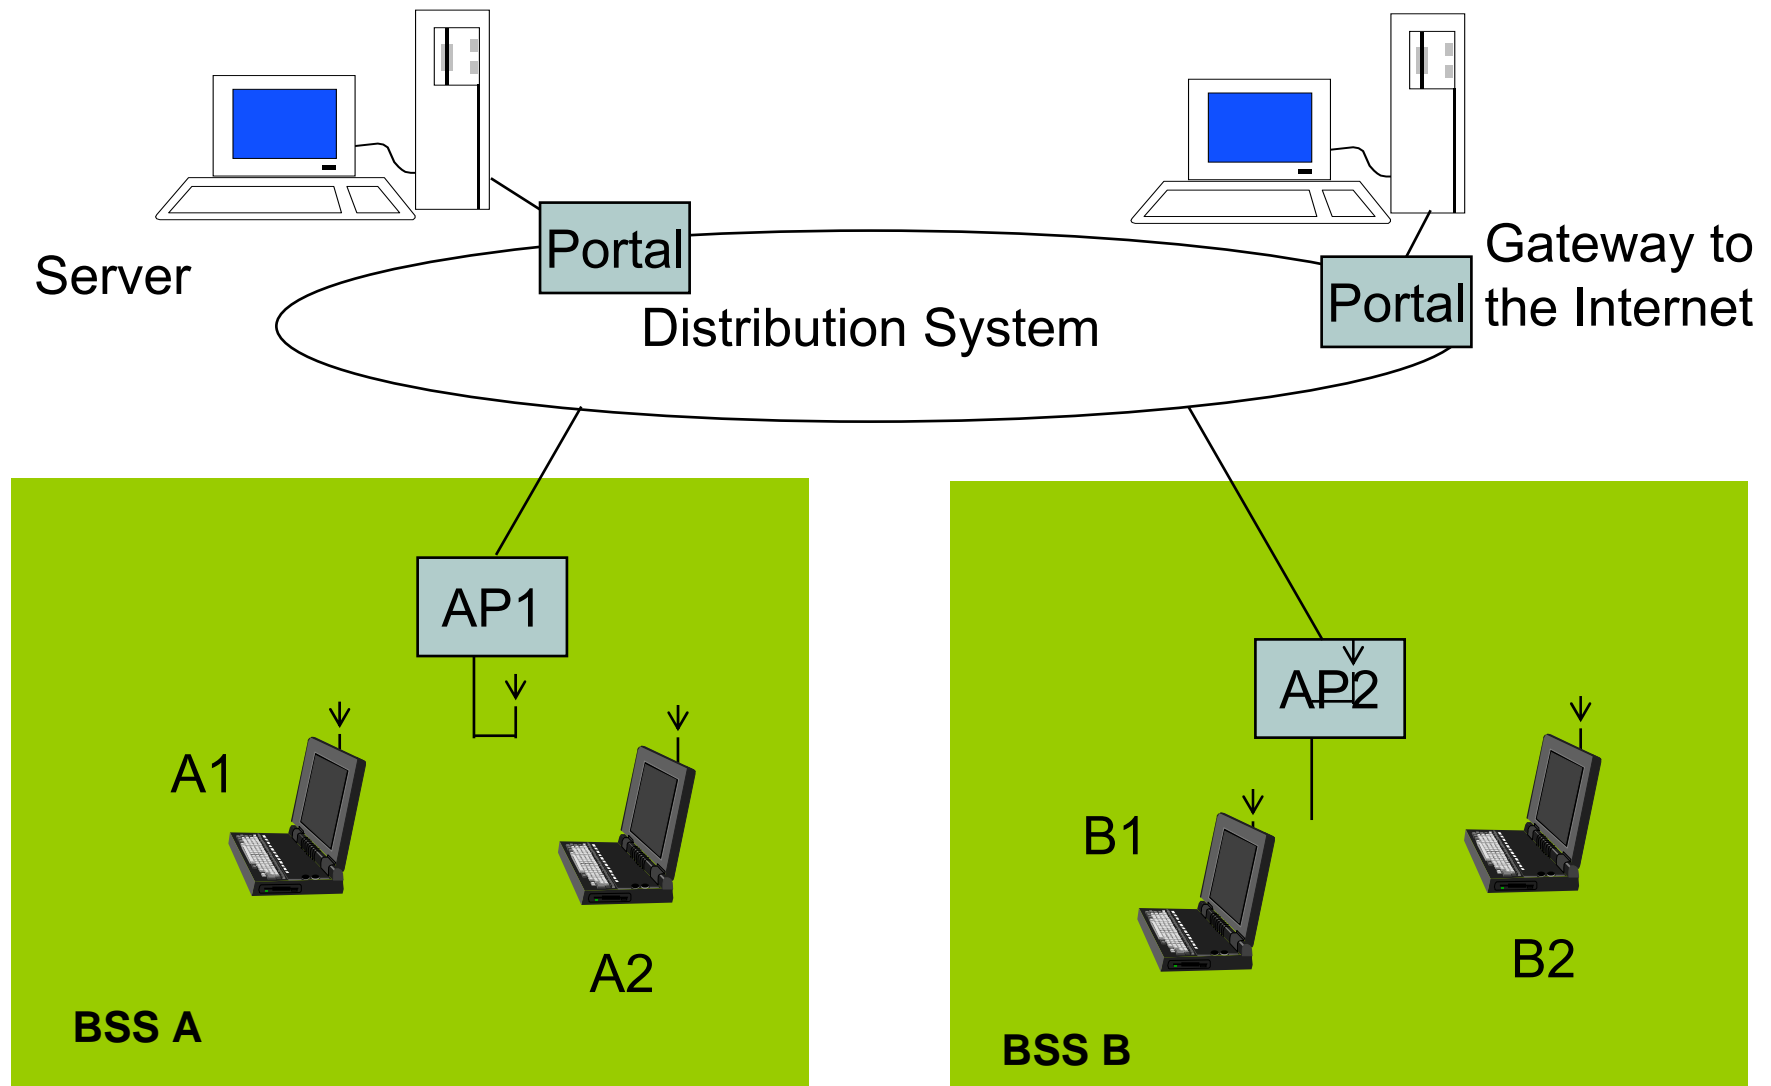 Server
Portal
Distribution System
Portal
Gateway to
the Internet
AP1
A1
A2
BSS A
AP2
B1
B2
BSS B